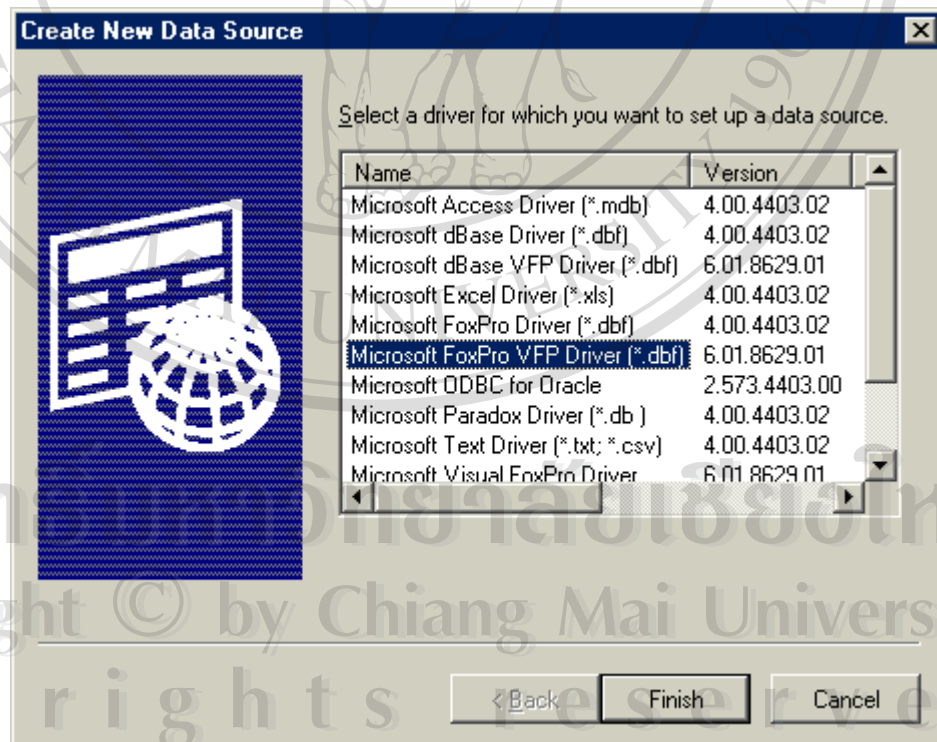 Create New Data Source
Select a driver for which you want to set up a data source.
Name Version
Microsoft Access Driver (*.mdb) 4.00.4403.02
Microsoft dBase Driver (*.dbf) 4.00.4403.02
Microsoft dBase VFP Driver (*.dbf) 6.01.8629.01
Microsoft Excel Driver (*.xls) 4.00.4403.02
Microsoft FoxPro Driver (*.dbf) 4.00.4403.02
Microsoft FoxPro VFP Driver (*.dbf) 6.01.8629.01
Microsoft ODBC for Oracle 2.573.4403.00
Microsoft Paradox Driver (*.db ) 4.00.4403.02
Microsoft Text Driver (*.txt; *.csv) 4.00.4403.02
Microsoft Visual FoxPro Driver 6.01.8629.01
ght © by Chiang Mai Univers
rights reserve
< Back Finish Cancel